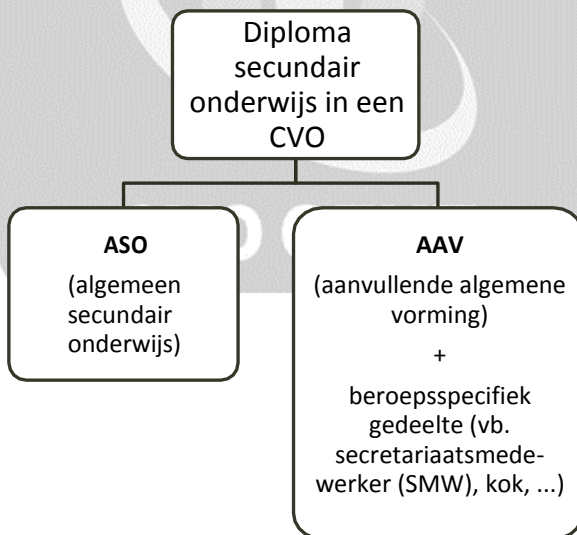 Diploma
secundair
onderwijs in een
CVO
ASO
(algemeen
secundair
onderwijs)
AAV
(aanvullende algemene
vorming)
+
beroepsspecifiek
gedeelte (vb.
secretariaatsmede-
werker (SMW), kok, ...)